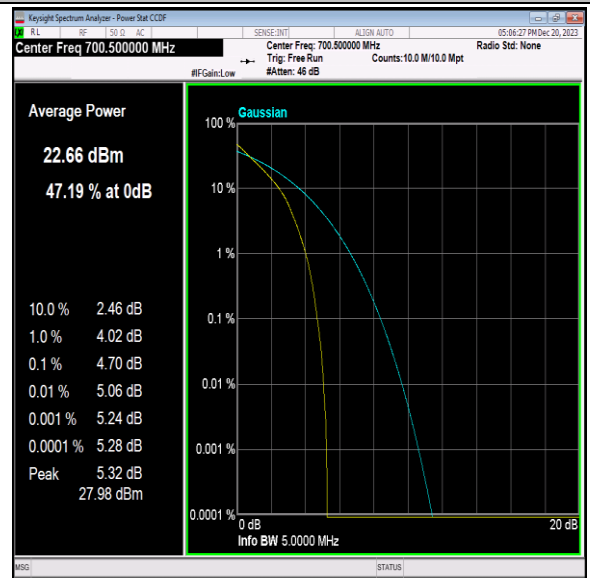 Keysight Spectrum Analyzer - Power Stat CCDF
RL RF 50 Ω AC SENSE:INT ALIGN AUTO 05:06:27 PM Dec 20, 2023
Center Freq 700.500000 MHz
Center Freq: 700.500000 MHz Radio Std: None
Trig: Free Run Counts:10.0 M/10.0 Mpt
#IFGain:Low #Atten: 46 dB
Average Power
22.66 dBm
47.19 % at 0dB
10.0 % 2.46 dB
1.0 % 4.02 dB
0.1 % 4.70 dB
0.01 % 5.06 dB
0.001 % 5.24 dB
0.0001 % 5.28 dB
Peak 5.32 dB
27.98 dBm
Gaussian
100 %
10 %
1 %
0.1 %
0.01 %
0.001 %
0.0001 %
0 dB 20 dB
Info BW 5.0000 MHz
MSG STATUS